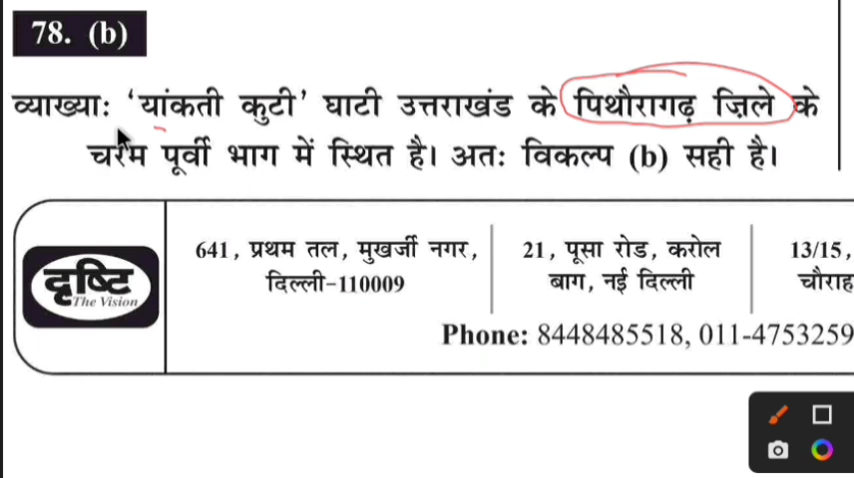 78. (b)
व्याख्या: ‘यांकती कुटी’ घाटी उत्तराखंड के पिथौरागढ़ ज़िले के
चरम पूर्वी भाग में स्थित है। अतः विकल्प (b) सही है।
दृष्टि
The Vision
641, प्रथम तल, मुखर्जी नगर,
दिल्ली-110009
21, पूसा रोड, करोल
बाग, नई दिल्ली
13/15,
चौराह
Phone: 8448485518, 011-4753259